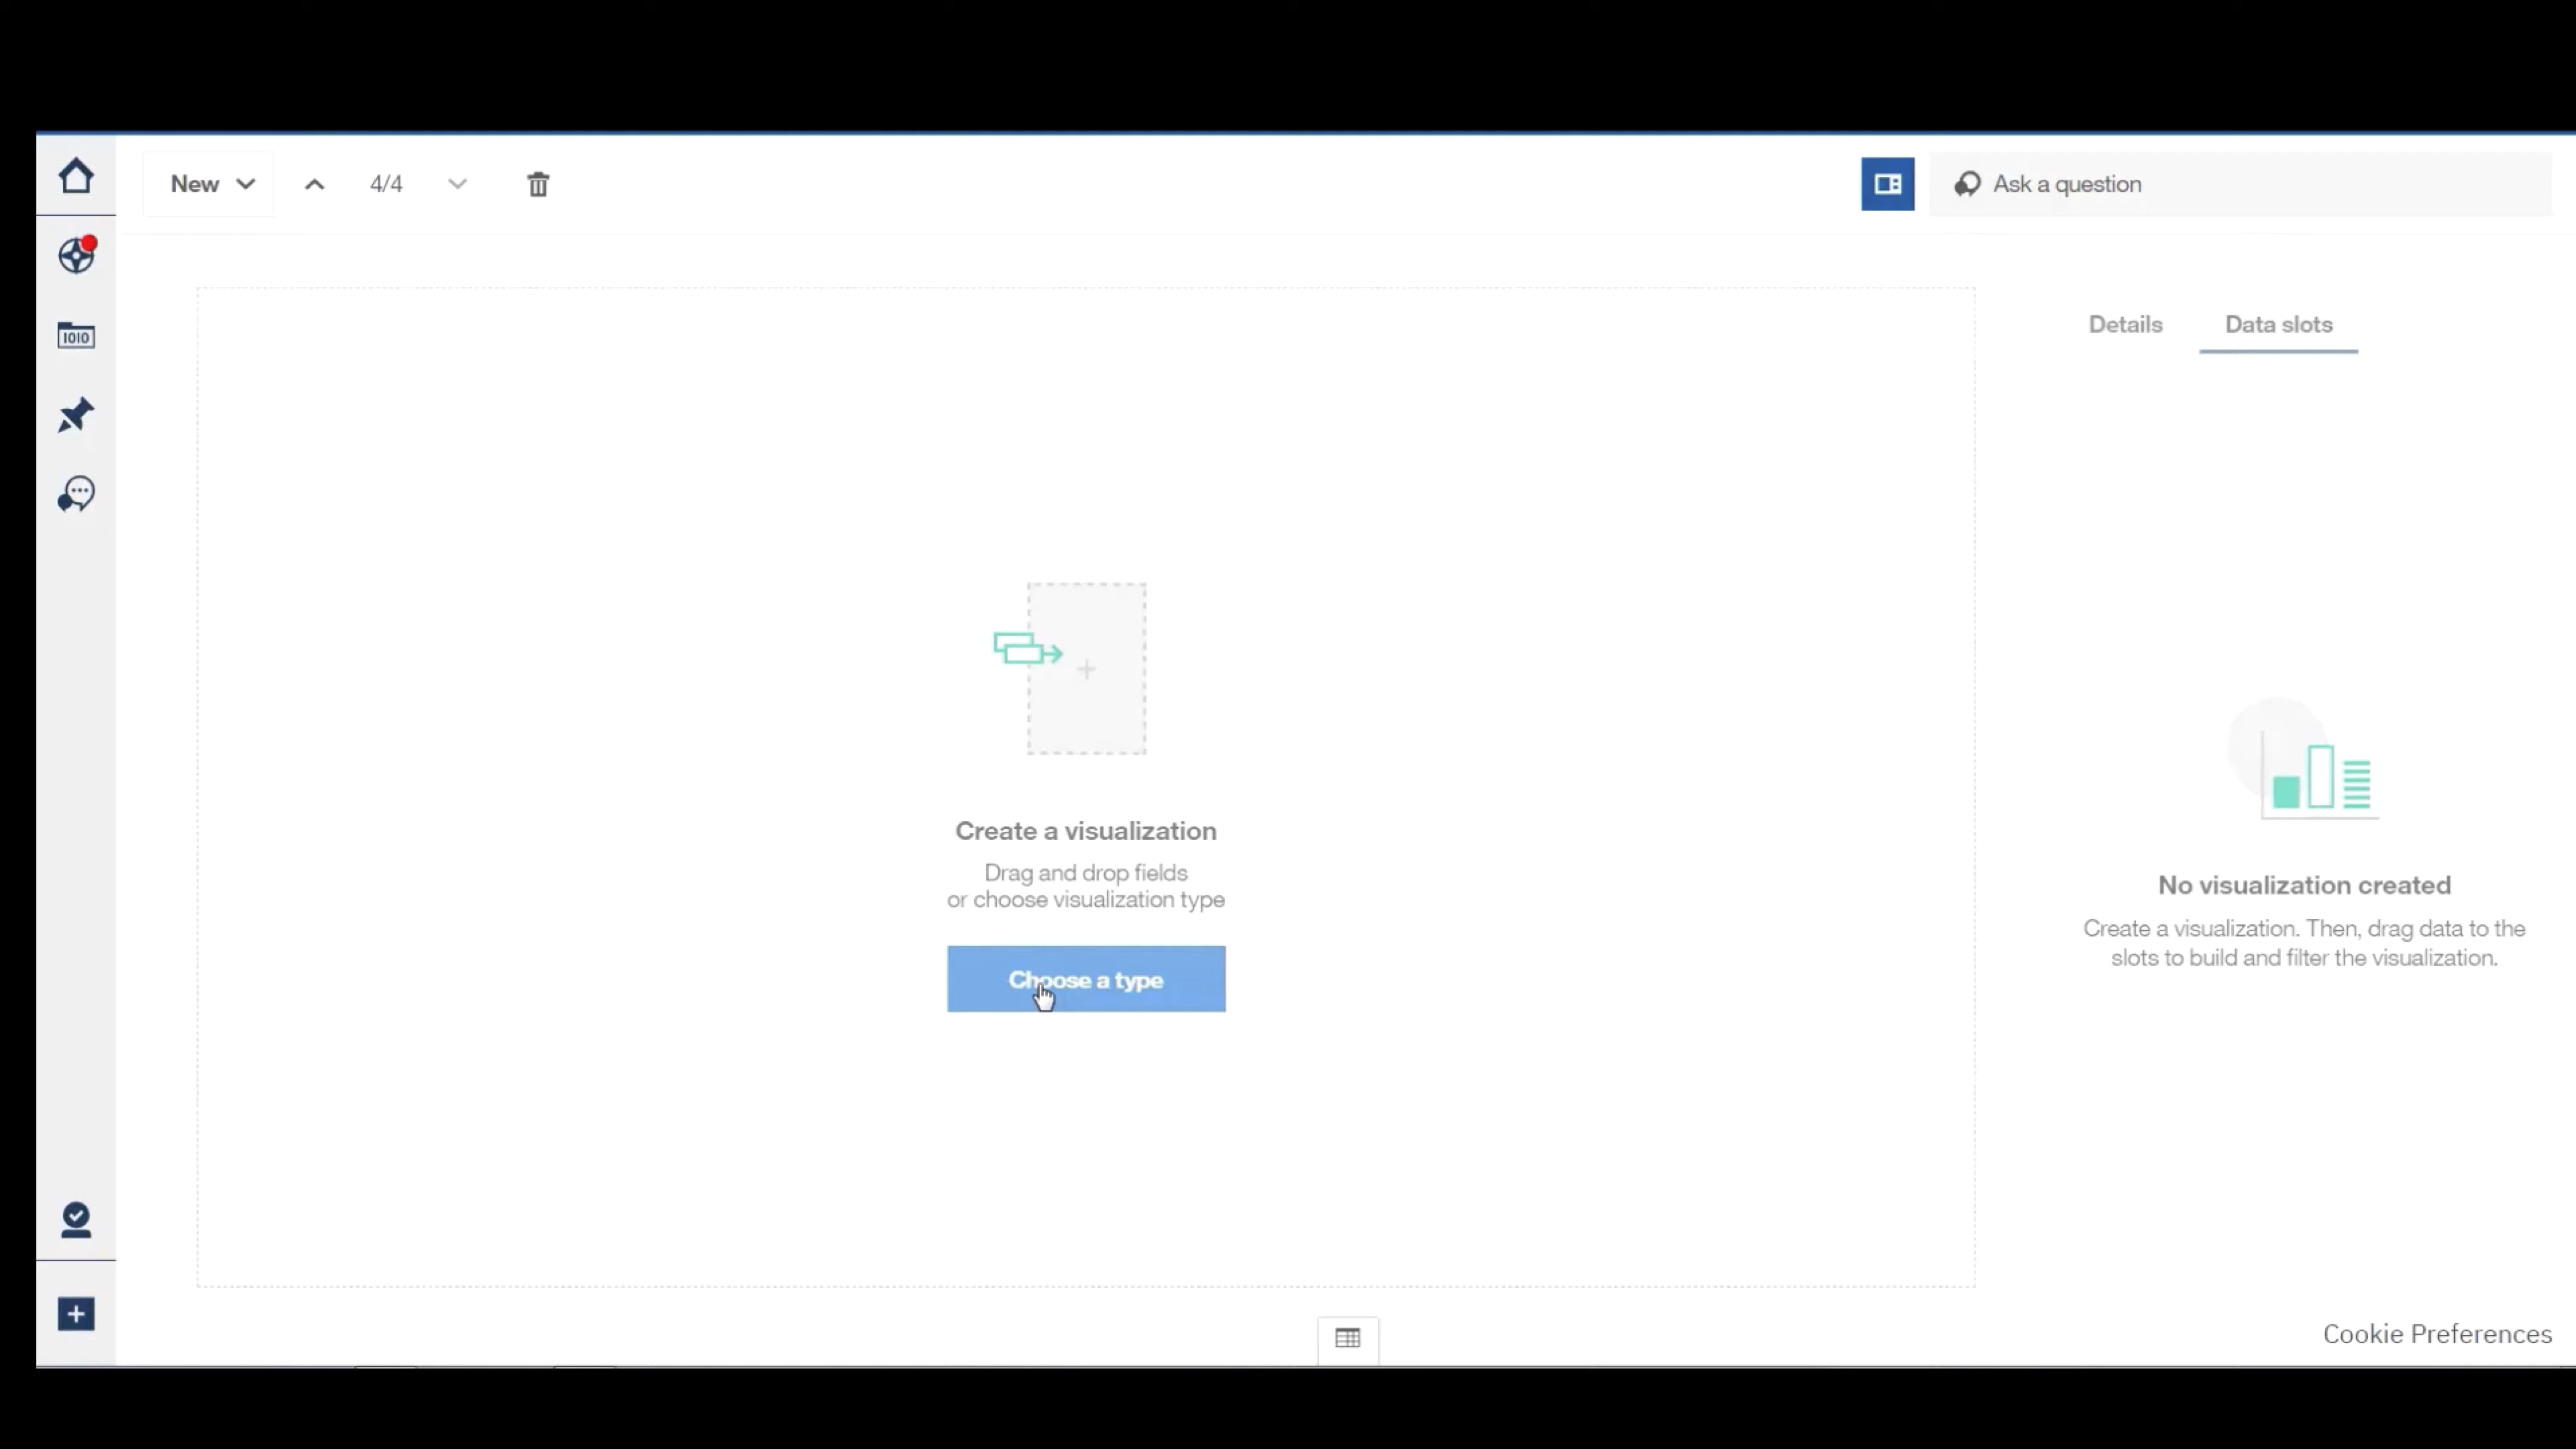 New
4/4
Ask a question
Details
Data slots
IOIO
Create a visualization
Drag and drop fields
or choose visualization type
Choose a type
No visualization created
Create a visualization. Then, drag data to the
slots to build and filter the visualization.
Cookie Preferences